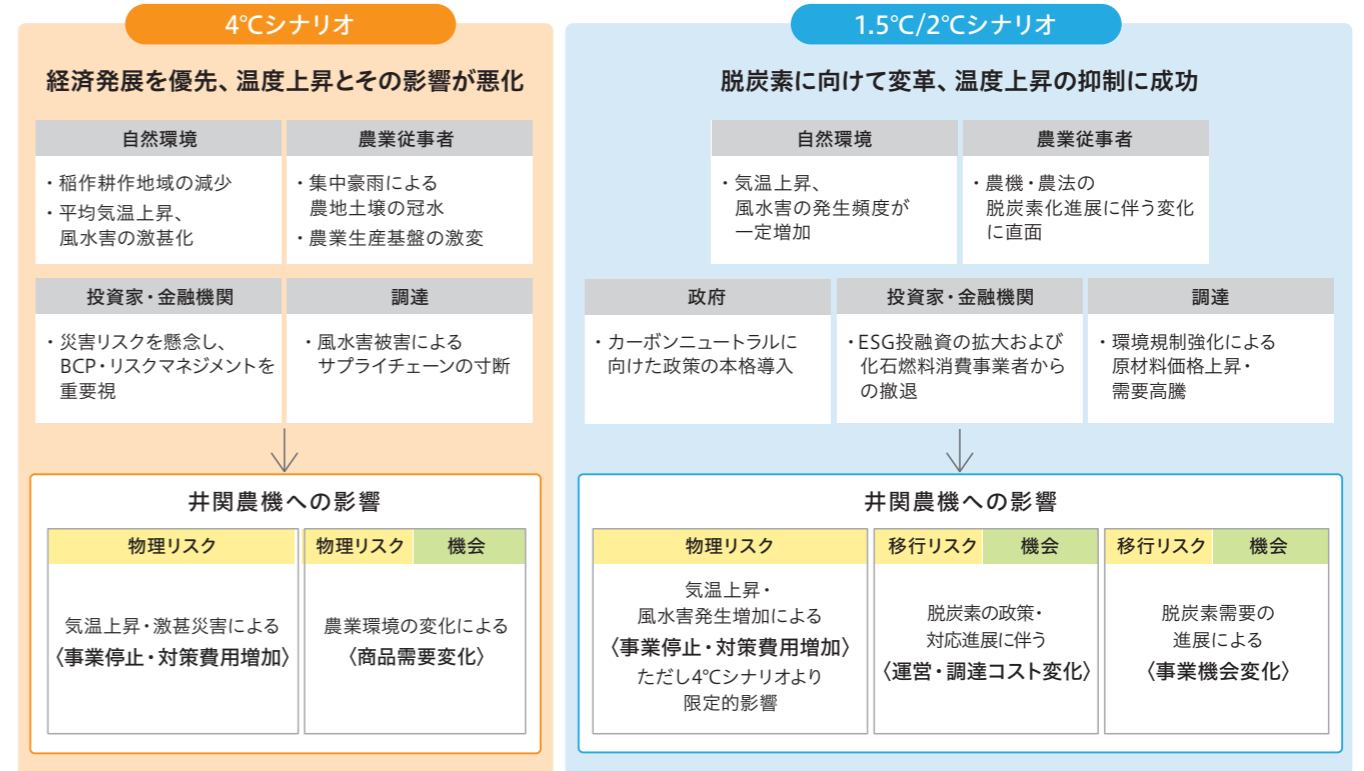 4℃シナリオ
経済発展を優先、温度上昇とその影響が悪化
自然環境
・稲作耕作地域の減少
・平均気温上昇、
風水害の激甚化
農業従事者
・集中豪雨による
農地土壌の冠水
・農業生産基盤の激変
投資家・金融機関
・災害リスクを懸念し、
BCP・リスクマネジメントを
重要視
調達
・風水害被害による
サプライチェーンの寸断
井関農機への影響
物理リスク
気温上昇・激甚災害による
〈事業停止・対策費用増加〉
物理リスク 機会
農業環境の変化による
〈商品需要変化〉
1.5℃/2℃シナリオ
脱炭素に向けて変革、温度上昇の抑制に成功
自然環境
・気温上昇、
風水害の発生頻度が
一定増加
農業従事者
・農機・農法の
脱炭素化進展に伴う変化
に直面
政府
・カーボンニュートラルに
向けた政策の本格導入
投資家・金融機関
・ESG投融資の拡大および
化石燃料消費事業者から
の撤退
調達
・環境規制強化による
原材料価格上昇・
需要高騰
井関農機への影響
物理リスク
気温上昇・
風水害発生増加による
〈事業停止・対策費用増加〉
ただし4℃シナリオより
限定的影響
移行リスク 機会
脱炭素の政策・
対応進展に伴う
〈運営・調達コスト変化〉
移行リスク 機会
脱炭素需要の
進展による
〈事業機会変化〉